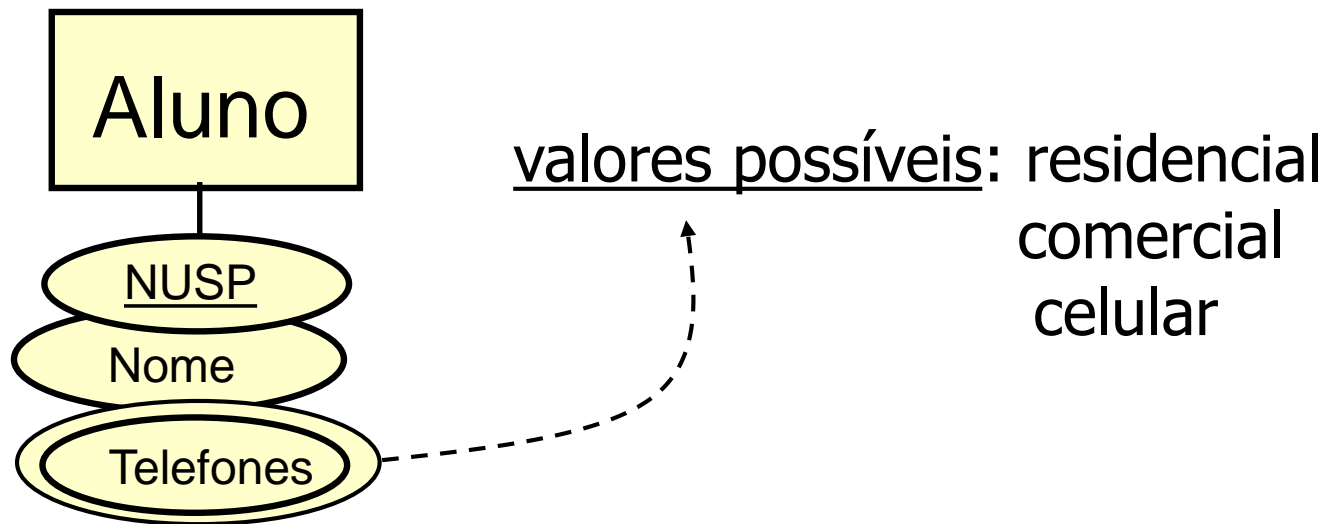 Aluno
valores possíveis: residencial
comercial
celular
NUSP
Nome
Telefones